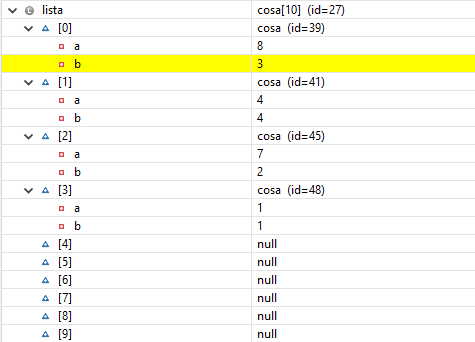 lista cosa[10] (id=27)
[0] cosa (id=39)
a 8
b 3
[1] cosa (id=41)
a 4
b 4
[2] cosa (id=45)
a 7
b 2
[3] cosa (id=48)
a 1
b 1
[4] null
[5] null
[6] null
[7] null
[8] null
[9] null